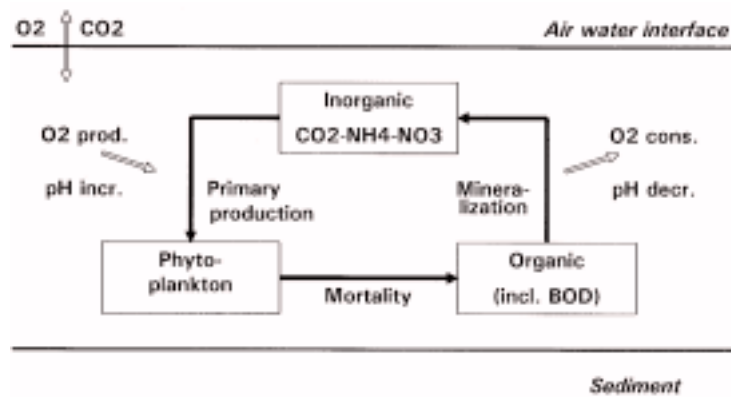 O2 CO2
Air water interface
Inorganic
CO2-NH4-NO3
O2 prod.
pH incr.
Primary
production
Minera-
lization
O2 cons.
pH decr.
Phyto-
plankton
Mortality
Organic
(incl. BOD)
Sediment